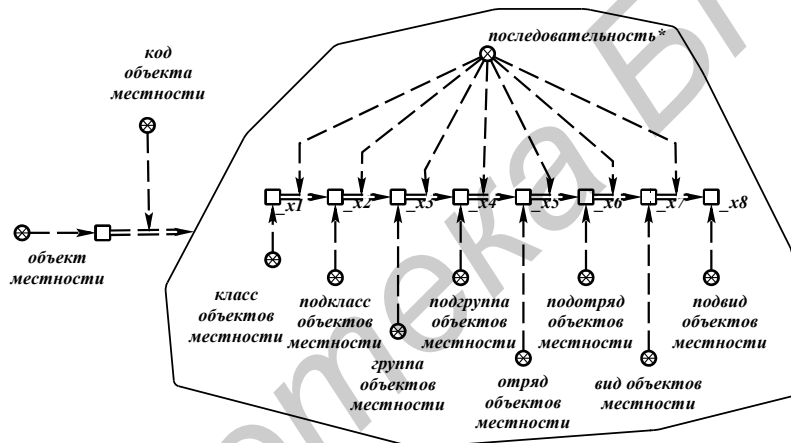 последовательность*
код
объекта
местности
_x1 _x2 _x3 _x4 _x5 _x6 _x7 _x8
объект
местности
класс
объектов
местности
подкласс
объектов
местности
группа
объектов
местности
подгруппа
объектов
местности
отряд
объектов
местности
подотряд
объектов
местности
вид объектов
местности
подвид
объектов
местности